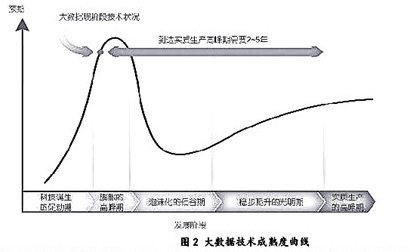 预期
大数据现阶段技术状况
到达实质生产高峰期需要2~5年
科技诞生
的促动期
膨胀的
高峰期
泡沫化的低谷期
稳步爬升的光明期
实质生产
的高峰期
发展阶段
图 2 大数据技术成熟度曲线